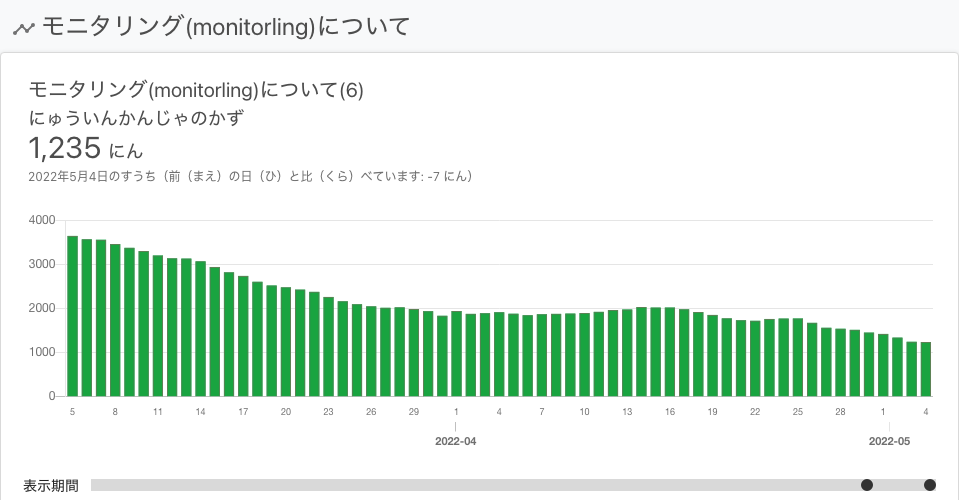 モニタリング(monitorling)について
モニタリング(monitorling)について(6)
にゅういんかんじゃのかず
1,235 にん
2022年5月4日のすうち（前（まえ）の日（ひ）と比（くら）べています: -7 にん）
4000
3000
2000
1000
0
5 8 11 14 17 20 23 26 29 1 4 7 10 13 16 19 22 25 28 1 4
2022-04 2022-05
表示期間